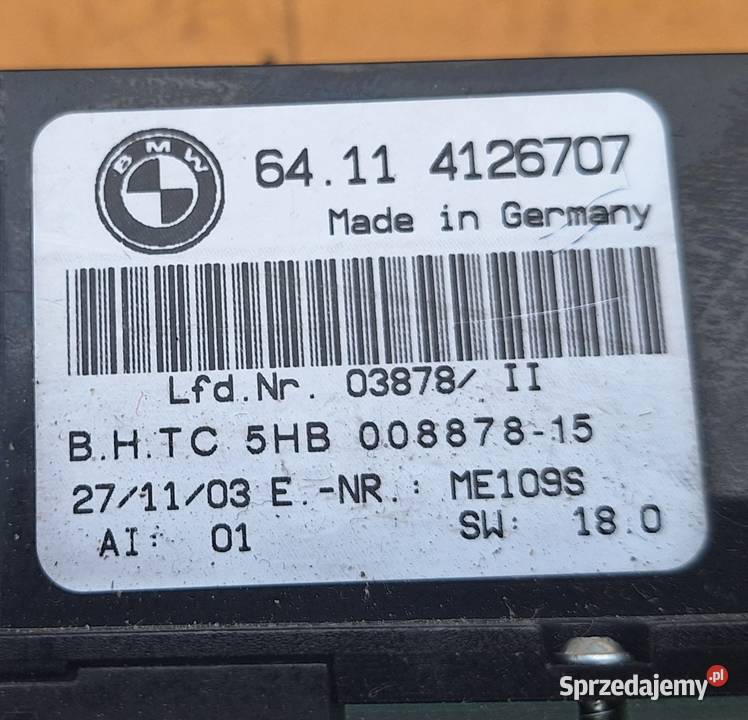 BMW
64.11 4126707
Made in Germany
Lfd.Nr. 03878/ II
B.H.TC 5HB 008878-15
27/11/03 E.-NR.: ME109S
AI: 01 SW: 18.0
Sprzedajemy.pl